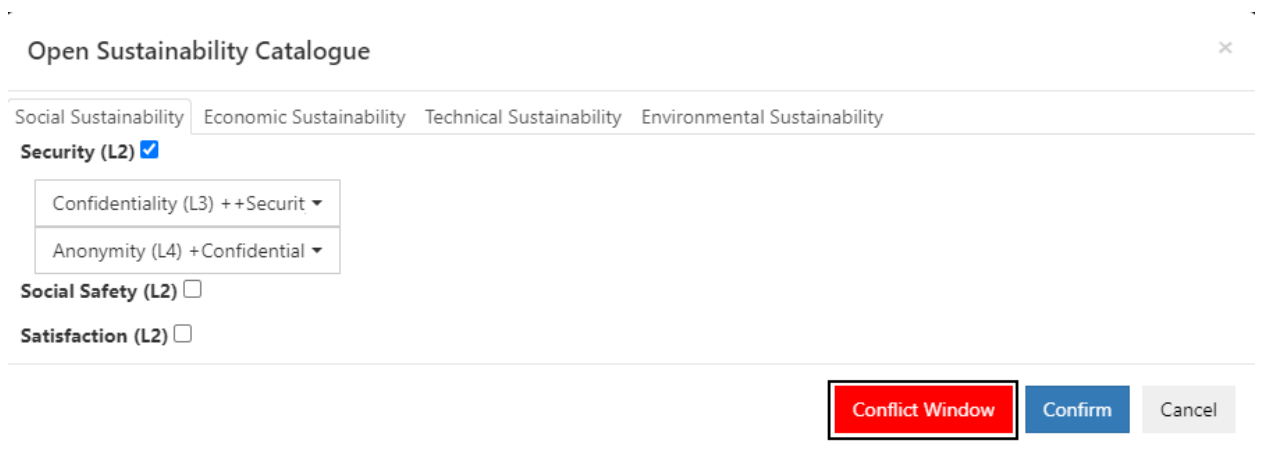 Open Sustainability Catalogue ×
Social Sustainability Economic Sustainability Technical Sustainability Environmental Sustainability
Security (L2)
Confidentiality (L3) ++Securit
Anonymity (L4) +Confidential
Social Safety (L2)
Satisfaction (L2)
Conflict Window Confirm Cancel